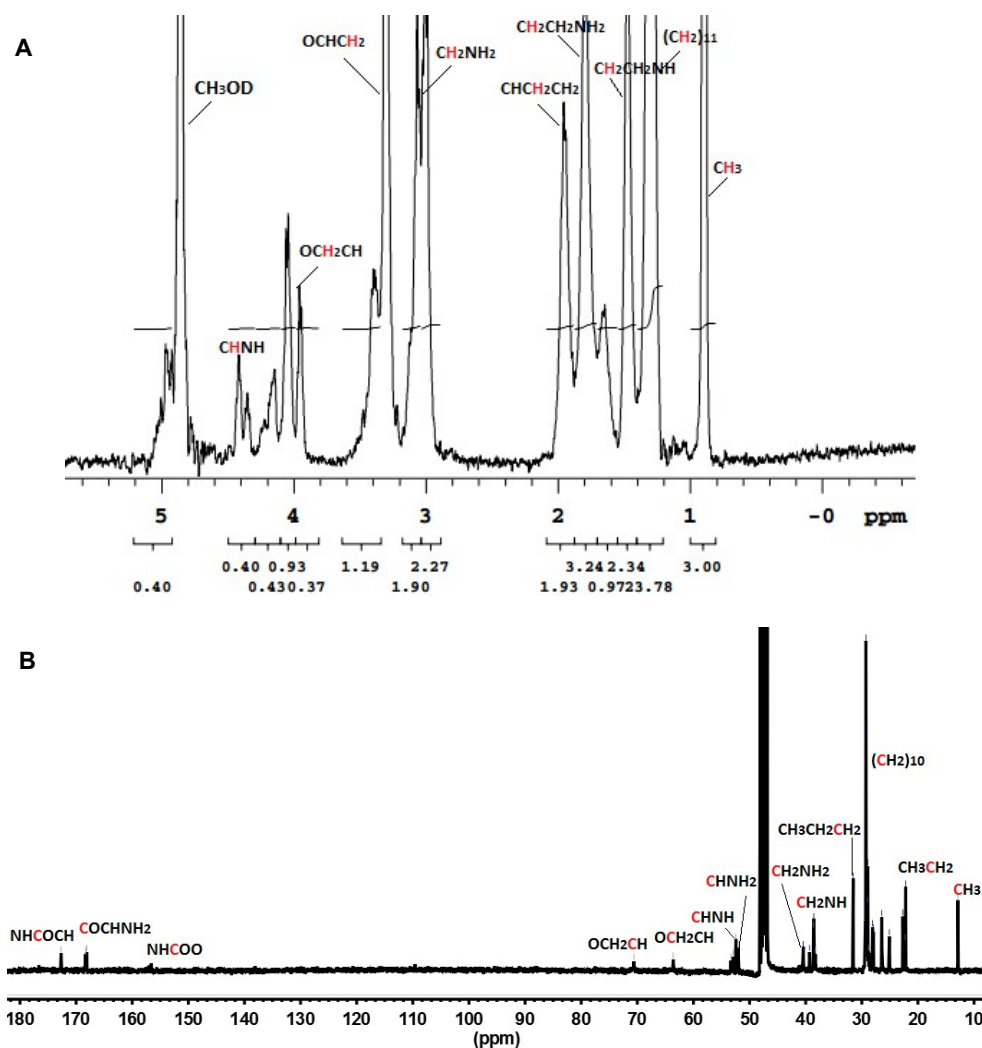 A
OCHCH2
CH2CH2NH2
(CH2)11
CH2NH2
CH2CH2NH
CH3OD
CHCH2CH2
CH3
OCH2CH
CHNH
5 4 3 2 1 -0 ppm
0.40 0.93 1.19 2.27 3.24 2.34 3.00
0.40 0.43 0.37 1.90 1.93 0.97 23.78
B
(CH2)10
CH3CH2CH2
CH2NH2
CH3CH2
CHNH2
CH3
CH2NH
CHNH
NHCOCH
COCHNH2
NHCOO
OCH2CH
OCH2CH
180 170 160 150 140 130 120 110 100 90 80 70 60 50 40 30 20 10
(ppm)